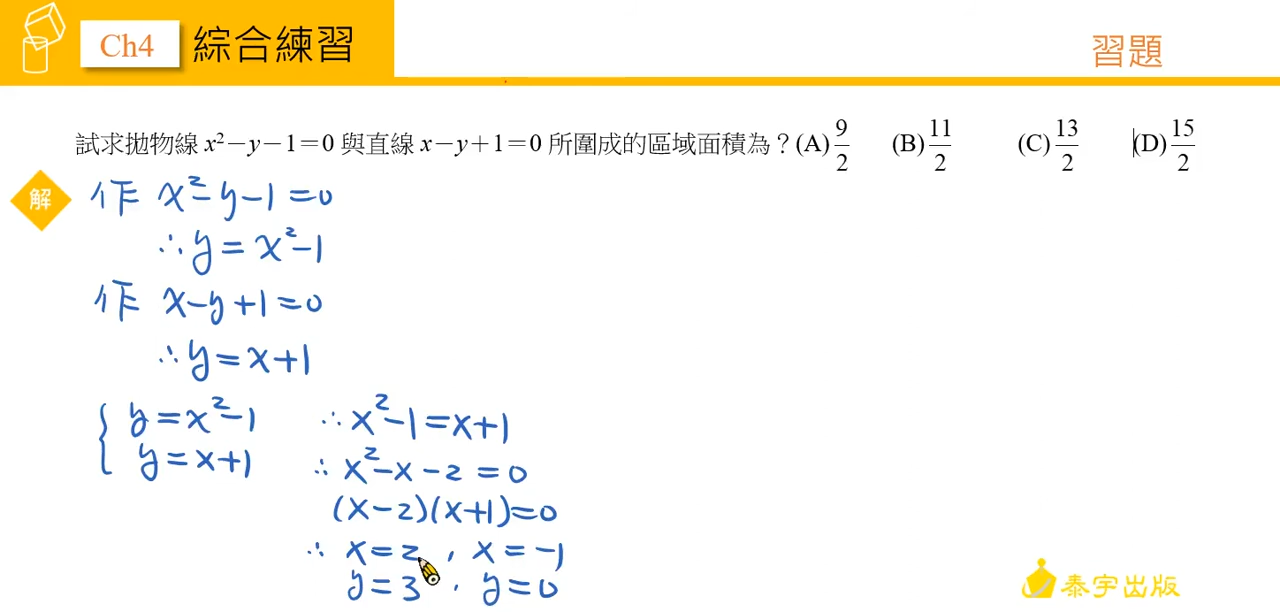 Ch4 綜合練習
習題
試求拋物線 x²－y－1＝0 與直線 x－y＋1＝0 所圍成的區域面積為？(A) 9/2 (B) 11/2 (C) 13/2 (D) 15/2
解 作 x²-y-1=0
∴ y=x²-1
作 x-y+1=0
∴ y=x+1
{ y=x²-1 ∴ x²-1=x+1
y=x+1 ∴ x²-x-2=0
(x-2)(x+1)=0
∴ x=2 , x=-1
y=3 , y=0
泰宇出版